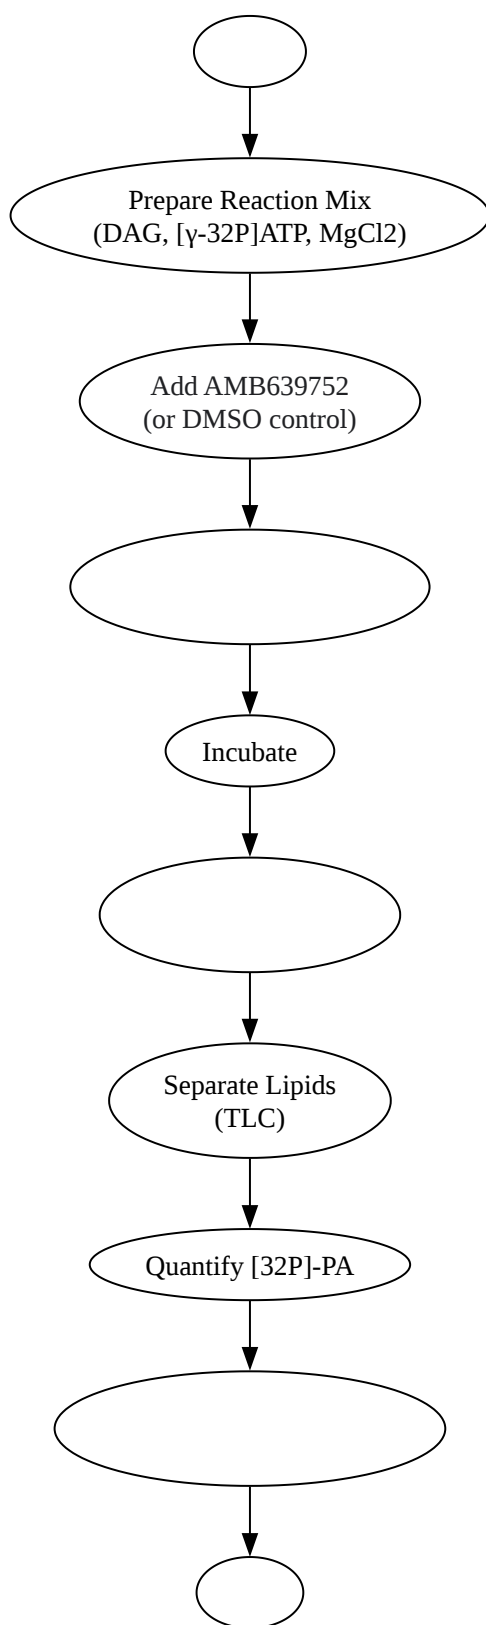 Prepare Reaction Mix
(DAG, [γ-32P]ATP, MgCl2)
Add AMB639752
(or DMSO control)
Incubate
Separate Lipids
(TLC)
Quantify [32P]-PA